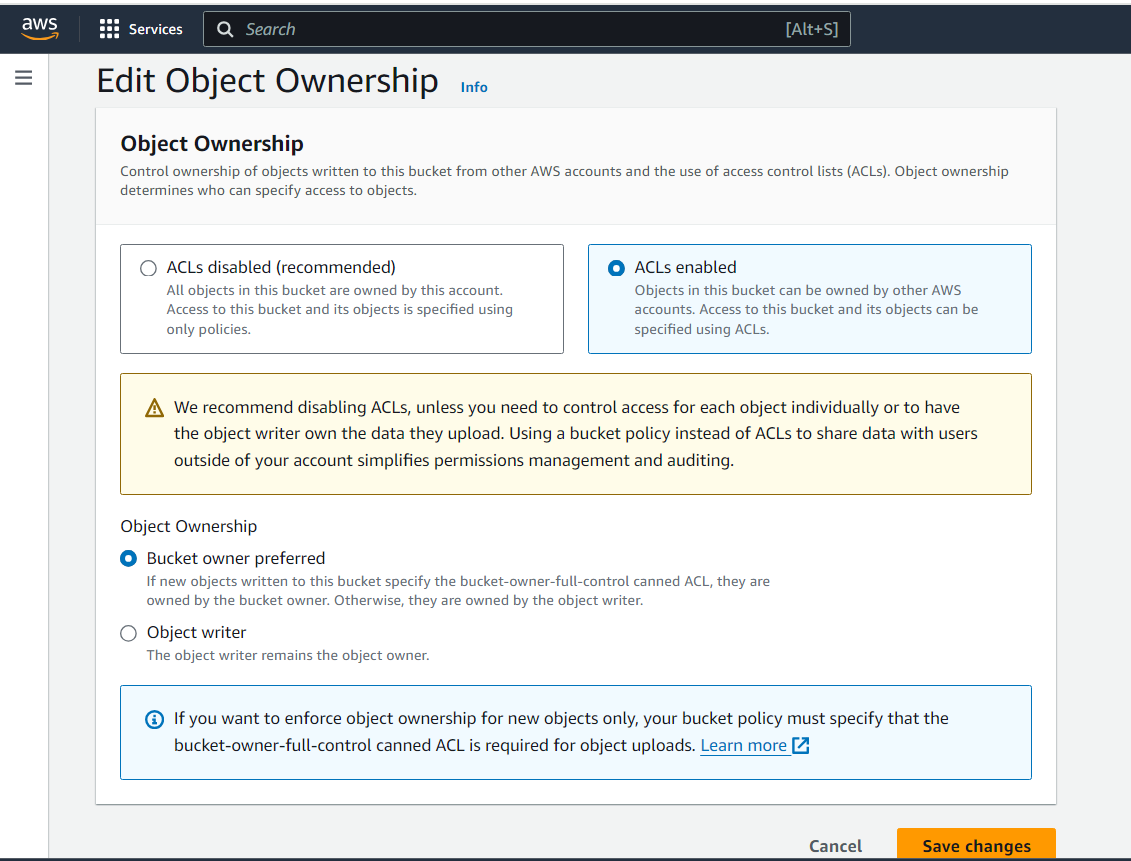 aws
Services
Search
[Alt+S]
Edit Object Ownership
Info
Object Ownership
Control ownership of objects written to this bucket from other AWS accounts and the use of access control lists (ACLs). Object ownership
determines who can specify access to objects.
ACLs disabled (recommended)
All objects in this bucket are owned by this account.
Access to this bucket and its objects is specified using
only policies.
ACLs enabled
Objects in this bucket can be owned by other AWS
accounts. Access to this bucket and its objects can be
specified using ACLs.
We recommend disabling ACLs, unless you need to control access for each object individually or to have
the object writer own the data they upload. Using a bucket policy instead of ACLs to share data with users
outside of your account simplifies permissions management and auditing.
Object Ownership
Bucket owner preferred
If new objects written to this bucket specify the bucket-owner-full-control canned ACL, they are
owned by the bucket owner. Otherwise, they are owned by the object writer.
Object writer
The object writer remains the object owner.
If you want to enforce object ownership for new objects only, your bucket policy must specify that the
bucket-owner-full-control canned ACL is required for object uploads. Learn more
Cancel
Save changes